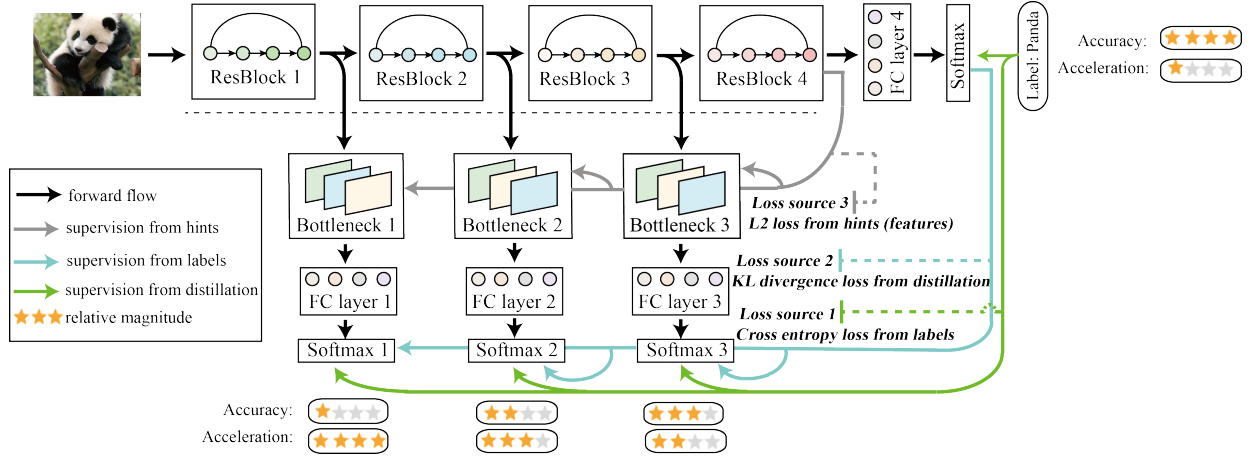 ResBlock 1
ResBlock 2
ResBlock 3
ResBlock 4
FC layer 4
Softmax
Label: Panda
Accuracy:
Acceleration:
forward flow
supervision from hints
supervision from labels
supervision from distillation
relative magnitude
Bottleneck 1
Bottleneck 2
Bottleneck 3
Loss source 3
L2 loss from hints (features)
Loss source 2
KL divergence loss from distillation
Loss source 1
Cross entropy loss from labels
FC layer 1
FC layer 2
FC layer 3
Softmax 1
Softmax 2
Softmax 3
Accuracy:
Acceleration: